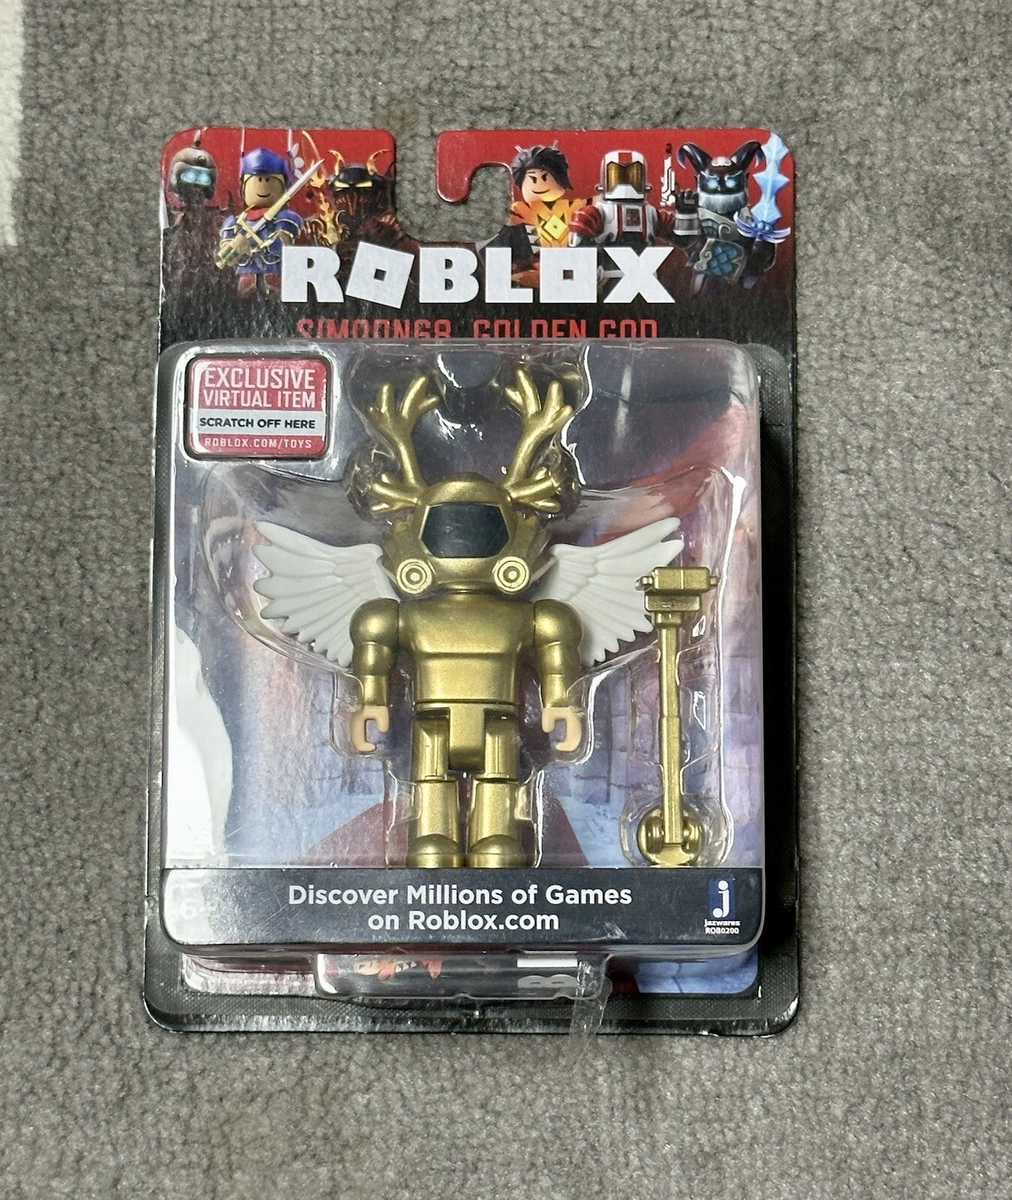 ROBLOX
SIMOON68, GOLDEN GOD
EXCLUSIVE
VIRTUAL ITEM
SCRATCH OFF HERE
ROBLOX.COM/TOYS
6+
Discover Millions of Games
on Roblox.com
j
jazwares
ROB0200